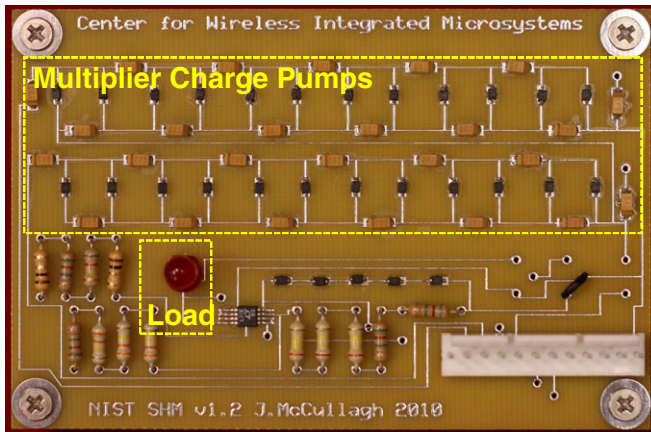 Center for Wireless Integrated Microsystems
Multiplier Charge Pumps
Load
NIST SHM v1.2 J.McCullagh 2010